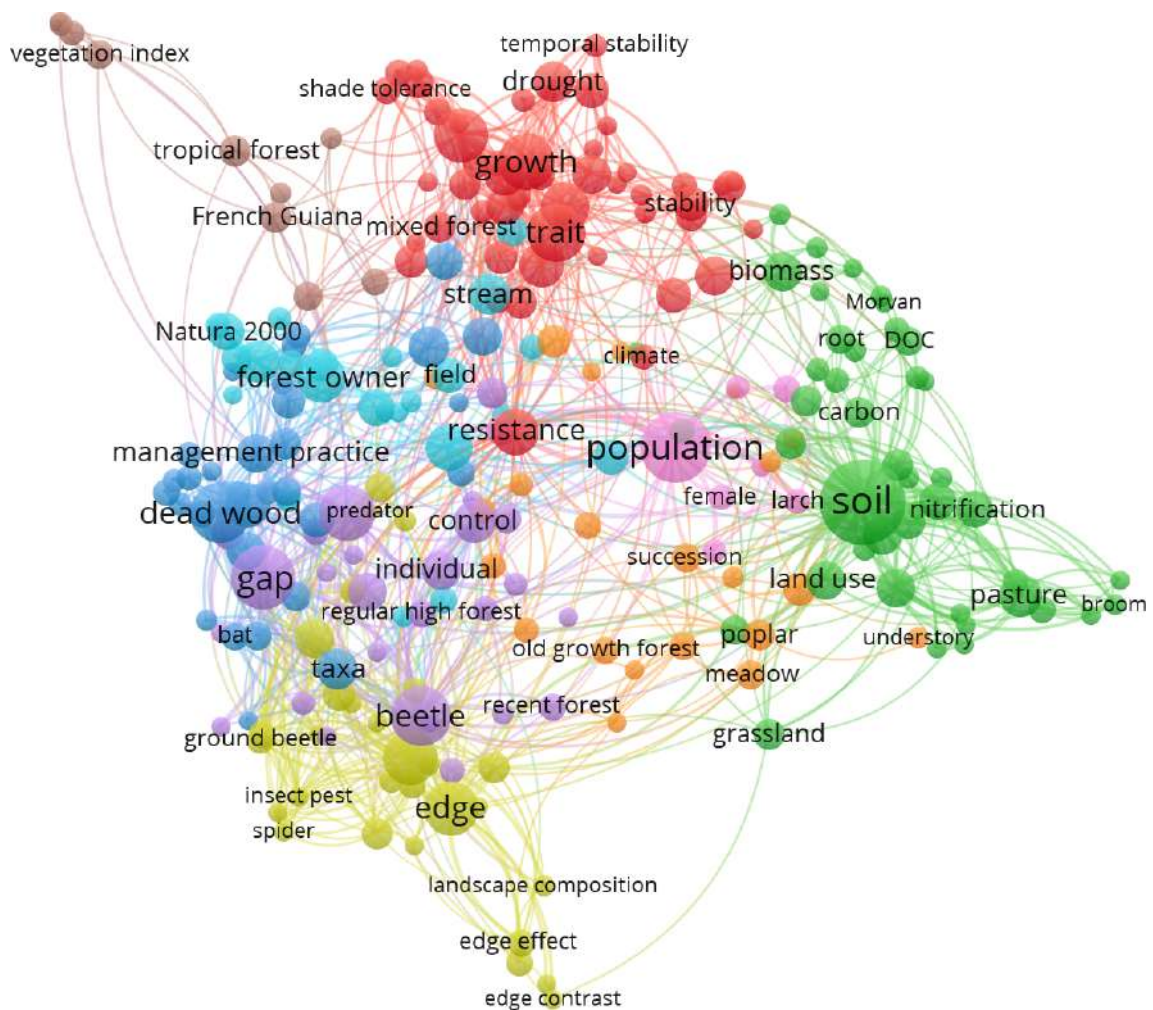 temporal stability
vegetation index
drought
shade tolerance
tropical forest
growth
French Guiana
stability
mixed forest
trait
biomass
stream
Morvan
Natura 2000
root
DOC
climate
forest owner
field
carbon
resistance
population
management practice
female
larch
soil
nitrification
dead wood
predator
control
succession
gap
individual
land use
pasture
broom
regular high forest
bat
old growth forest
poplar
understory
taxa
meadow
beetle
recent forest
ground beetle
grassland
insect pest
edge
spider
landscape composition
edge effect
edge contrast